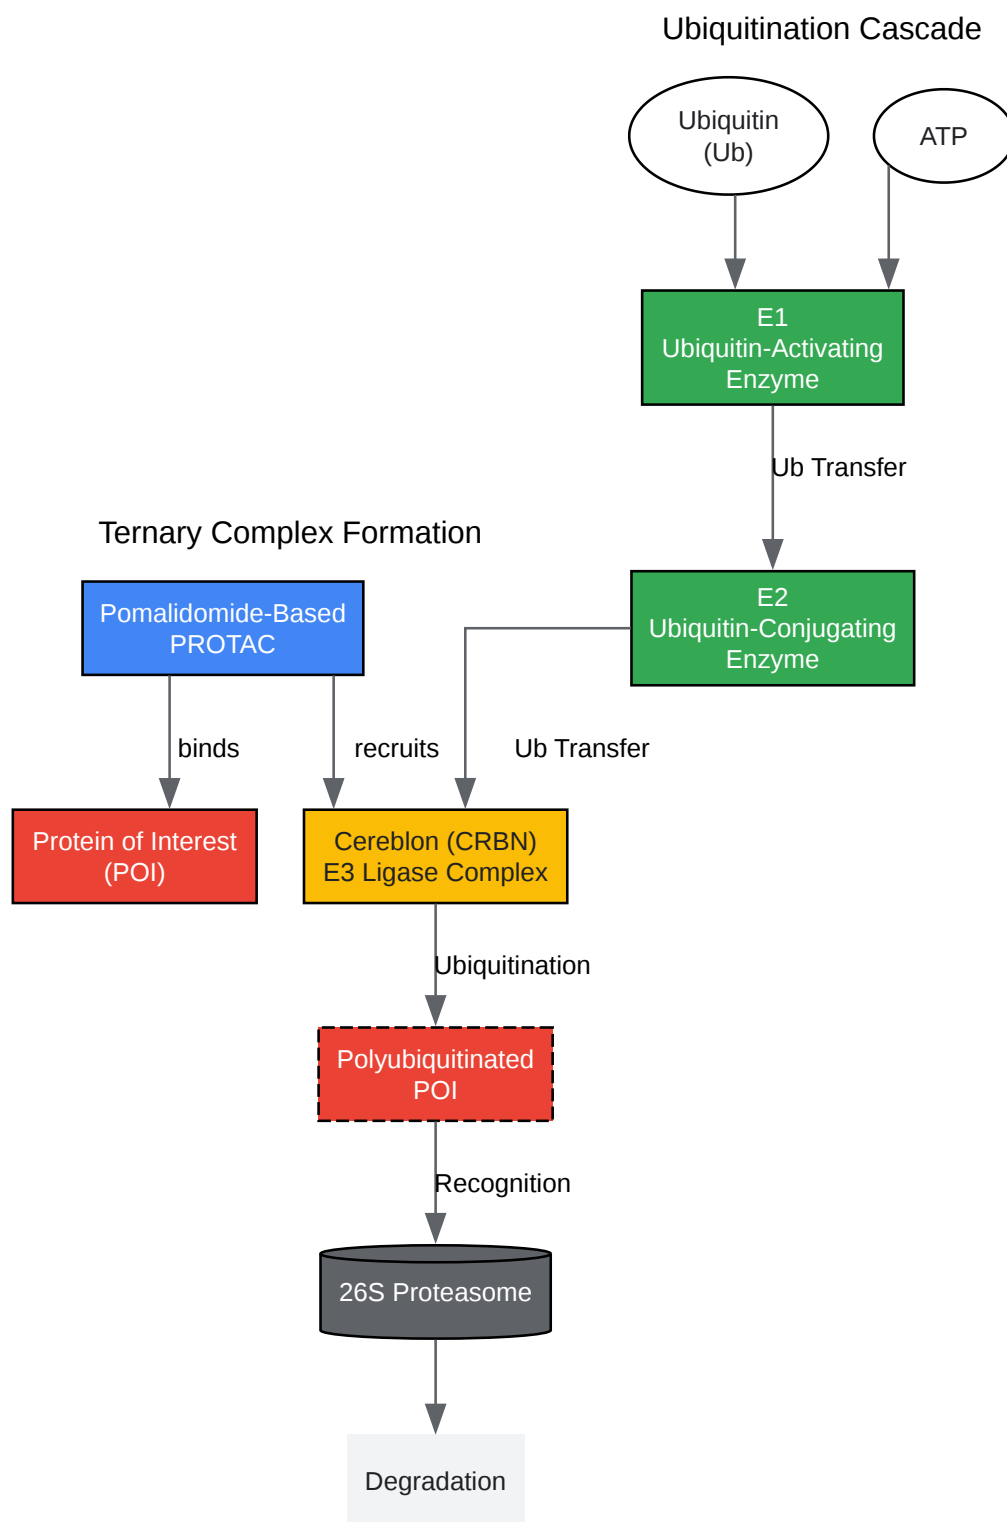 Ubiquitination Cascade
Ubiquitin
(Ub)
ATP
E1
Ubiquitin-Activating
Enzyme
Ub Transfer
Ternary Complex Formation
Pomalidomide-Based
PROTAC
E2
Ubiquitin-Conjugating
Enzyme
binds
recruits
Ub Transfer
Protein of Interest
(POI)
Cereblon (CRBN)
E3 Ligase Complex
Ubiquitination
Polyubiquitinated
POI
Recognition
26S Proteasome
Degradation